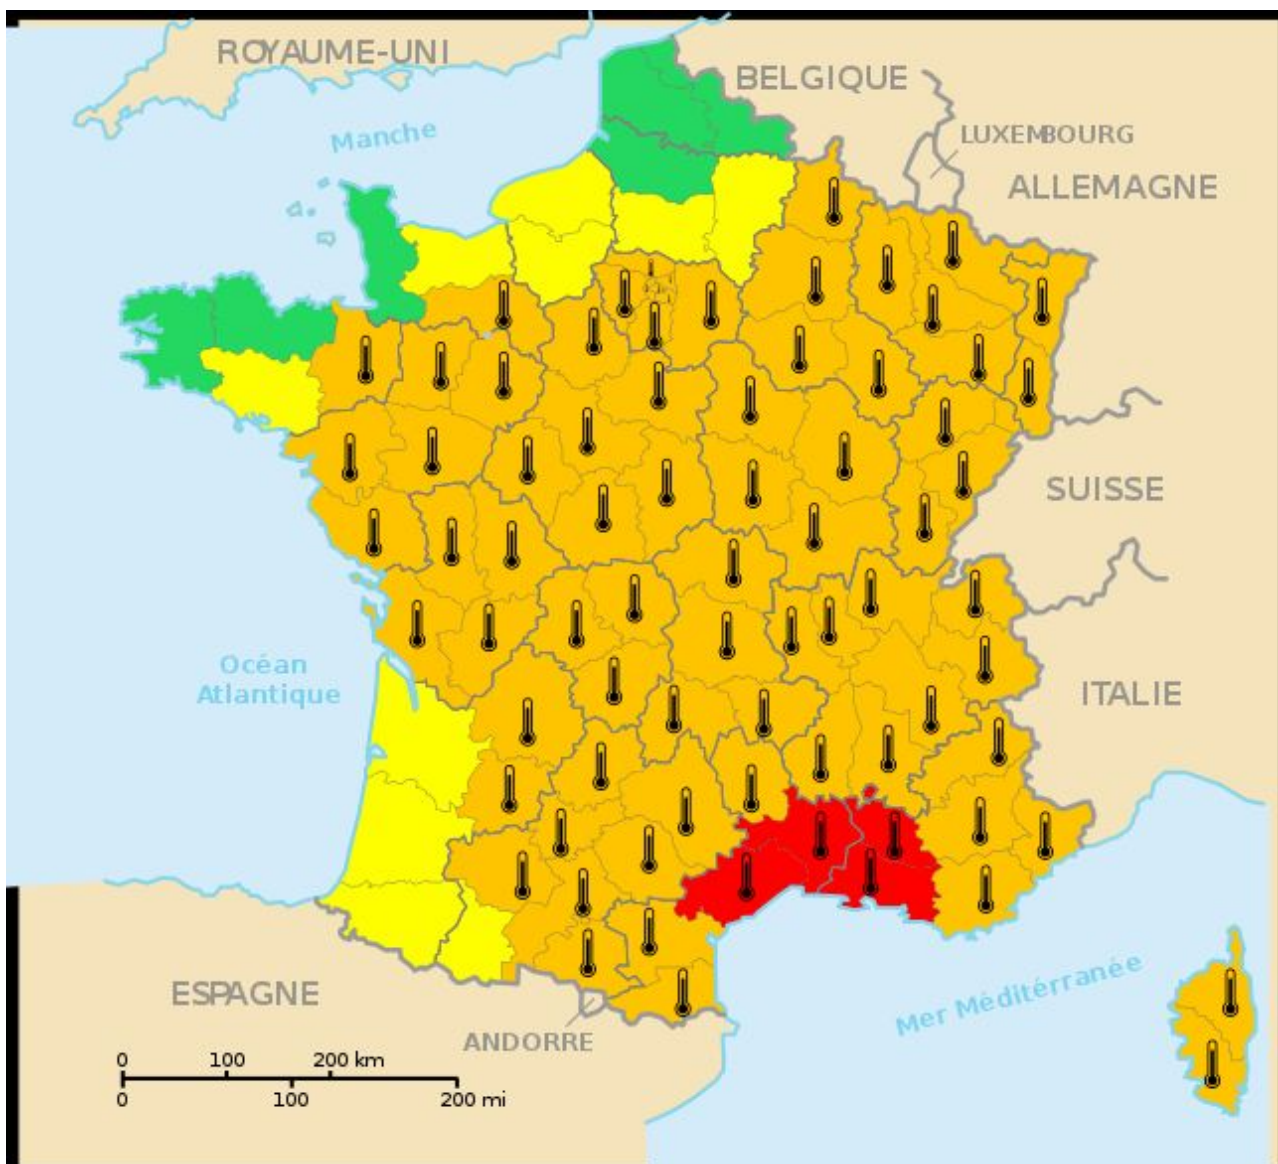 ROYAUME-UNI
BELGIQUE
Manche
LUXEMBOURG
ALLEMAGNE
SUISSE
Océan
Atlantique
ITALIE
ESPAGNE
Mer Méditérranée
ANDORRE
0 100 200 km
0 100 200 mi